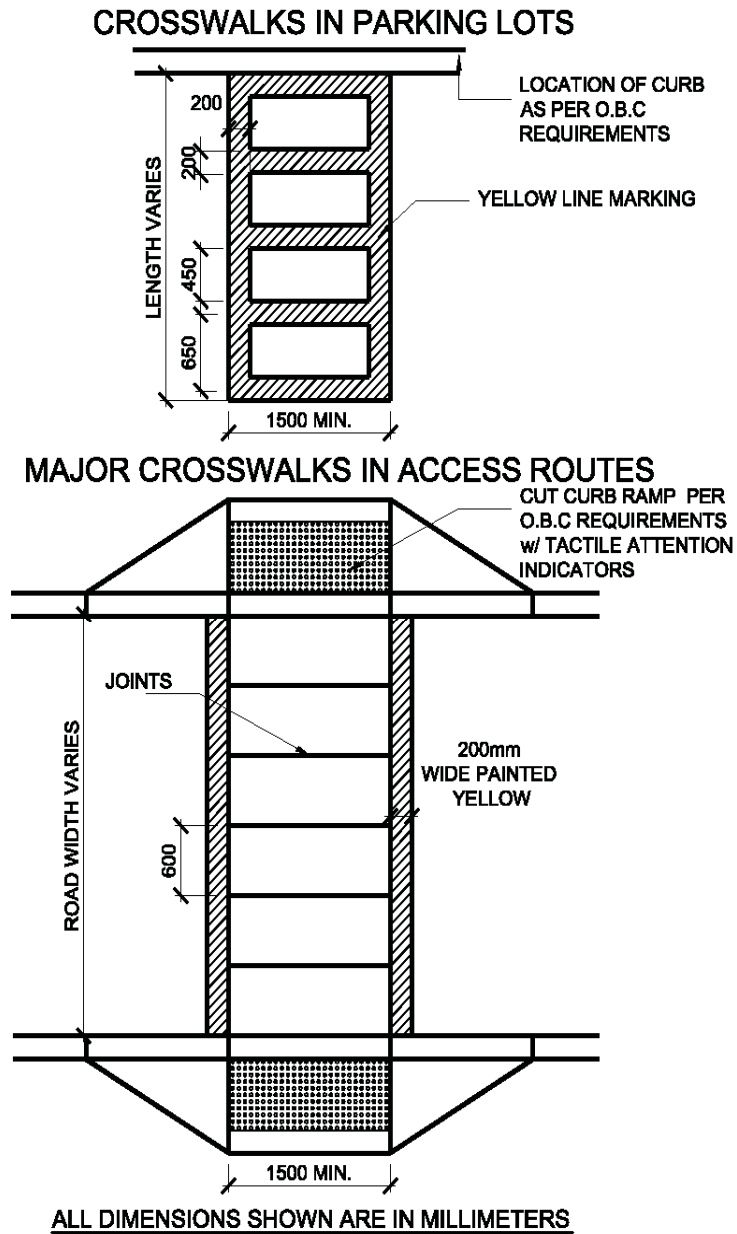 CROSSWALKS IN PARKING LOTS
200
LOCATION OF CURB
AS PER O.B.C
REQUIREMENTS
200
LENGTH VARIES
YELLOW LINE MARKING
450
650
1500 MIN.
MAJOR CROSSWALKS IN ACCESS ROUTES
CUT CURB RAMP PER
O.B.C REQUIREMENTS
w/ TACTILE ATTENTION
INDICATORS
JOINTS
ROAD WIDTH VARIES
200mm
WIDE PAINTED
YELLOW
600
1500 MIN.
ALL DIMENSIONS SHOWN ARE IN MILLIMETERS